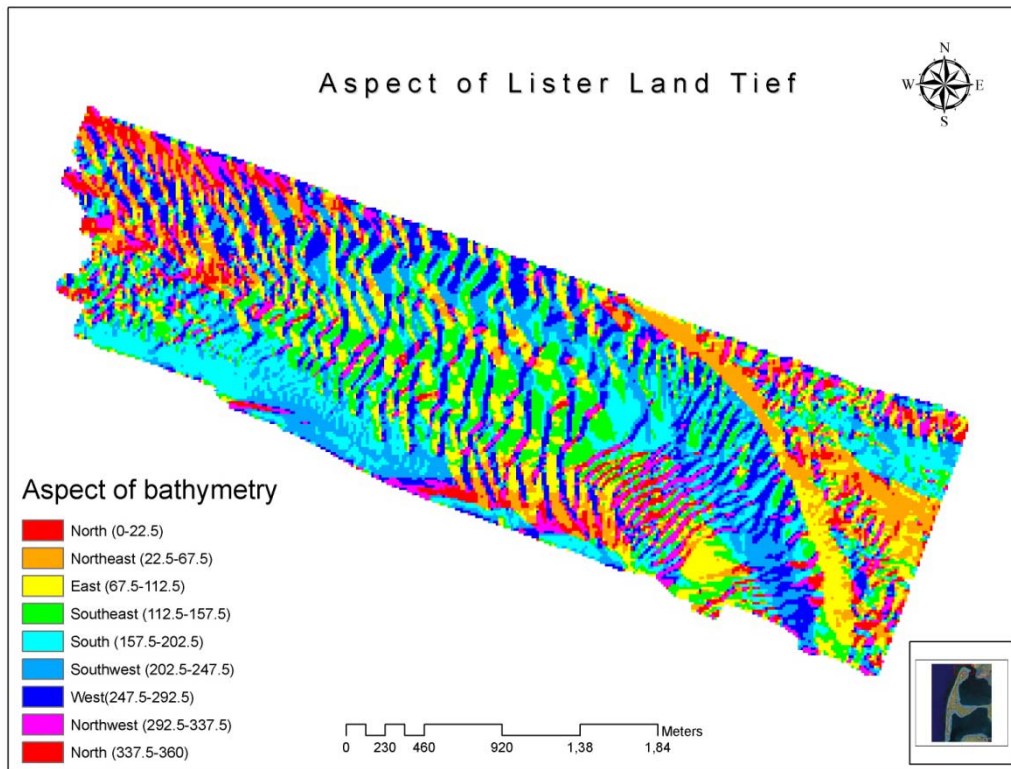 Aspect of Lister Land Tief
N
W E
S
Aspect of bathymetry
North (0-22.5)
Northeast (22.5-67.5)
East (67.5-112.5)
Southeast (112.5-157.5)
South (157.5-202.5)
Southwest (202.5-247.5)
West(247.5-292.5)
Northwest (292.5-337.5)
North (337.5-360)
Meters
0 230 460 920 1,38 1,84